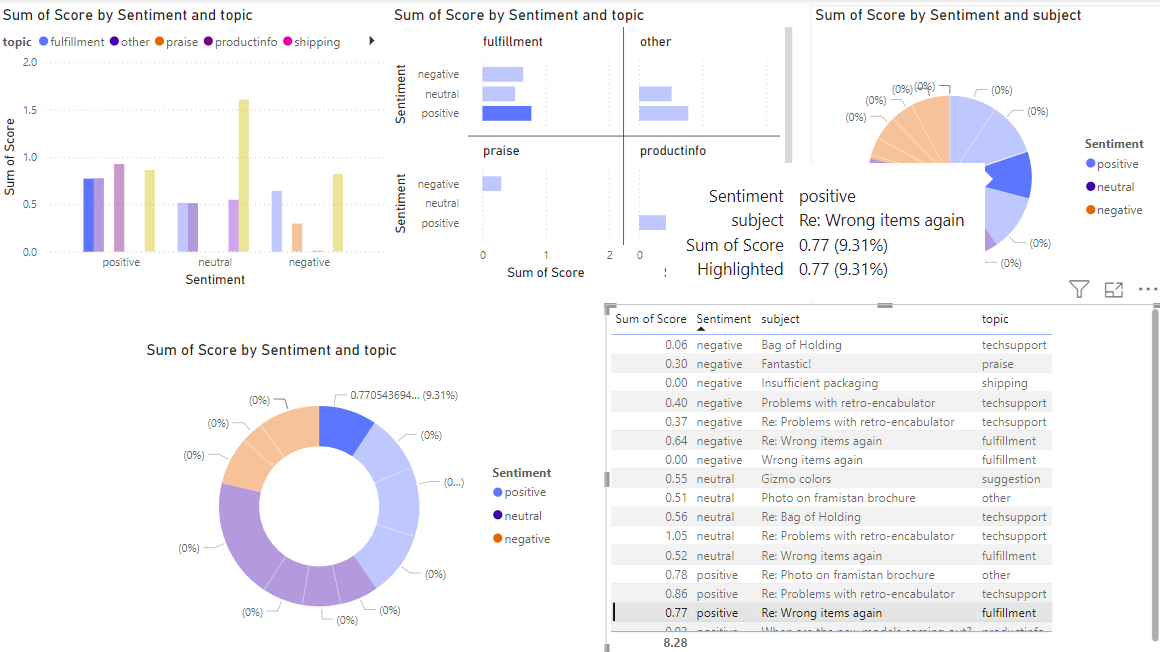 Sum of Score by Sentiment and topic
topic fulfillment other praise productinfo shipping
2.0
1.5
1.0
0.5
0.0
Sum of Score
positive neutral negative
Sentiment
Sum of Score by Sentiment and topic
fulfillment other
Sentiment
negative
neutral
positive
praise productinfo
Sentiment
negative
neutral
positive
0 1 2 0
Sum of Score
Sum of Score by Sentiment and subject
(0%) (0%) (0%)
(0%) (0%)
(0%)
(0%)
(0%)
Sentiment
positive
neutral
negative
Sentiment positive
subject Re: Wrong items again
Sum of Score 0.77 (9.31%)
Highlighted 0.77 (9.31%)
Sum of Score by Sentiment and topic
0.770543694... (9.31%)
(0%)
(0%)
(0%)
(0%)
(0...)
(0%)
(0%)
(0%)
(0%)
(0%)
Sentiment
positive
neutral
negative
Sum of Score Sentiment subject topic
0.06 negative Bag of Holding techsupport
0.30 negative Fantastic! praise
0.00 negative Insufficient packaging shipping
0.40 negative Problems with retro-encabulator techsupport
0.37 negative Re: Problems with retro-encabulator techsupport
0.64 negative Re: Wrong items again fulfillment
0.00 negative Wrong items again fulfillment
0.55 neutral Gizmo colors suggestion
0.51 neutral Photo on framistan brochure other
0.56 neutral Re: Bag of Holding techsupport
1.05 neutral Re: Problems with retro-encabulator techsupport
0.52 neutral Re: Wrong items again fulfillment
0.78 positive Re: Photo on framistan brochure other
0.86 positive Re: Problems with retro-encabulator techsupport
0.77 positive Re: Wrong items again fulfillment
positive When are the new models coming out? productinfo
8.28